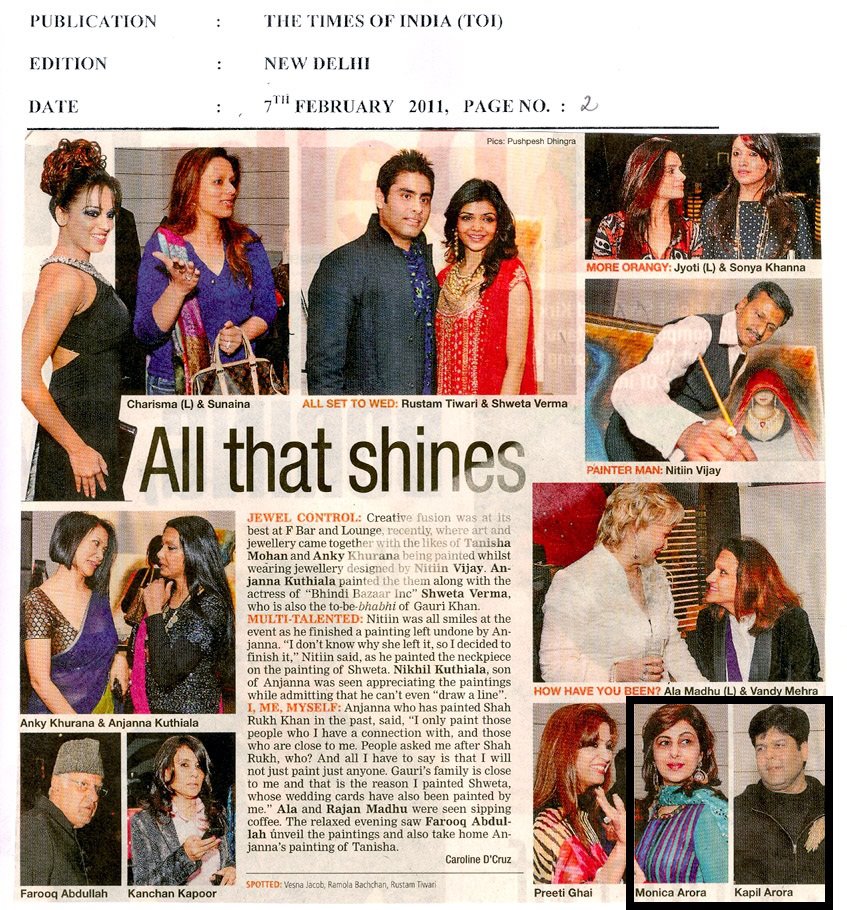 PUBLICATION : THE TIMES OF INDIA (TOI)
EDITION : NEW DELHI
DATE : 7TH FEBRUARY 2011, PAGE NO. : 2
Pics: Pushpesh Dhingra
MORE ORANGY: Jyoti (L) & Sonya Khanna
Charisma (L) & Sunaina
ALL SET TO WED: Rustam Tiwari & Shweta Verma
PAINTER MAN: Nitiin Vijay
All that shines
JEWEL CONTROL: Creative fusion was at its
best at F Bar and Lounge, recently, where art and
jewellery came together with the likes of Tanisha
Mohan and Anky Khurana being painted whilst
wearing jewellery designed by Nitiin Vijay. An-
janna Kuthiala painted the them along with the
actress of "Bhindi Bazaar Inc" Shweta Verma,
who is also the to-be-bhabhi of Gauri Khan.
MULTI-TALENTED: Nitiin was all smiles at the
event as he finished a painting left undone by An-
janna. "I don't know why she left it, so I decided to
finish it," Nitiin said, as he painted the neckpiece
on the painting of Shweta. Nikhil Kuthiala, son
of Anjanna was seen appreciating the paintings
while admitting that he can't even "draw a line".
I, ME, MYSELF: Anjanna who has painted Shah
Rukh Khan in the past, said, "I only paint those
people who I have a connection with, and those
who are close to me. People asked me after Shah
Rukh, who? And all I have to say is that I will
not just paint just anyone. Gauri's family is close
to me and that is the reason I painted Shweta,
whose wedding cards have also been painted by
me." Ala and Rajan Madhu were seen sipping
coffee. The relaxed evening saw Farooq Abdul-
lah unveil the paintings and also take home An-
janna's painting of Tanisha.
Caroline D'Cruz
SPOTTED: Vesna Jacob, Ramola Bachchan, Rustam Tiwari
HOW HAVE YOU BEEN? Ala Madhu (L) & Vandy Mehra
Anky Khurana & Anjanna Kuthiala
Farooq Abdullah
Kanchan Kapoor
Preeti Ghai
Monica Arora
Kapil Arora